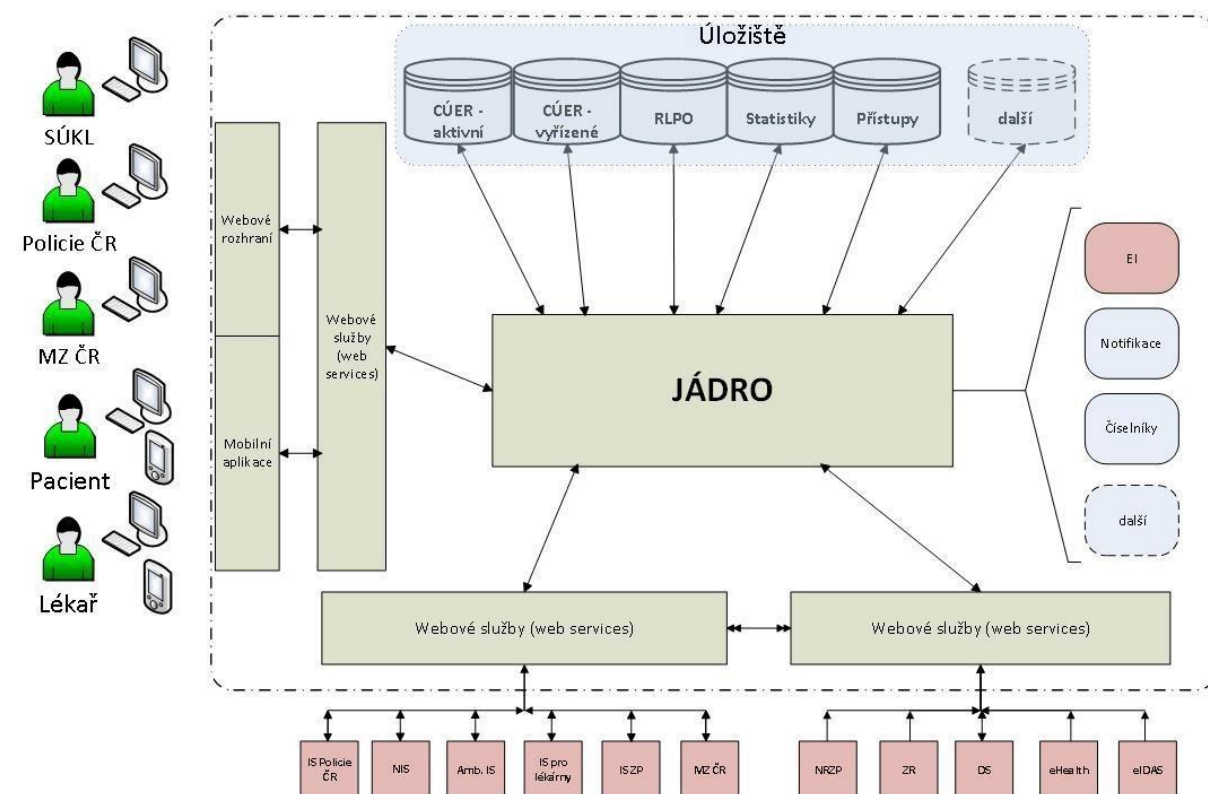 Úložiště
CÚER -
aktivní
CÚER -
vyřízené
RLPO
Statistiky
Přístupy
další
SÚKL
Policie ČR
MZ ČR
Pacient
Lékař
Webové
rozhraní
Mobilní
aplikace
Webové
služby
(web
services)
JÁDRO
EI
Notifikace
Číselníky
další
Webové služby (web services)
Webové služby (web services)
IS Policie
ČR
NIS
Amb. IS
IS pro
lékárny
IS ZP
MZ ČR
NRZP
ZR
DS
eHealth
eIDAS